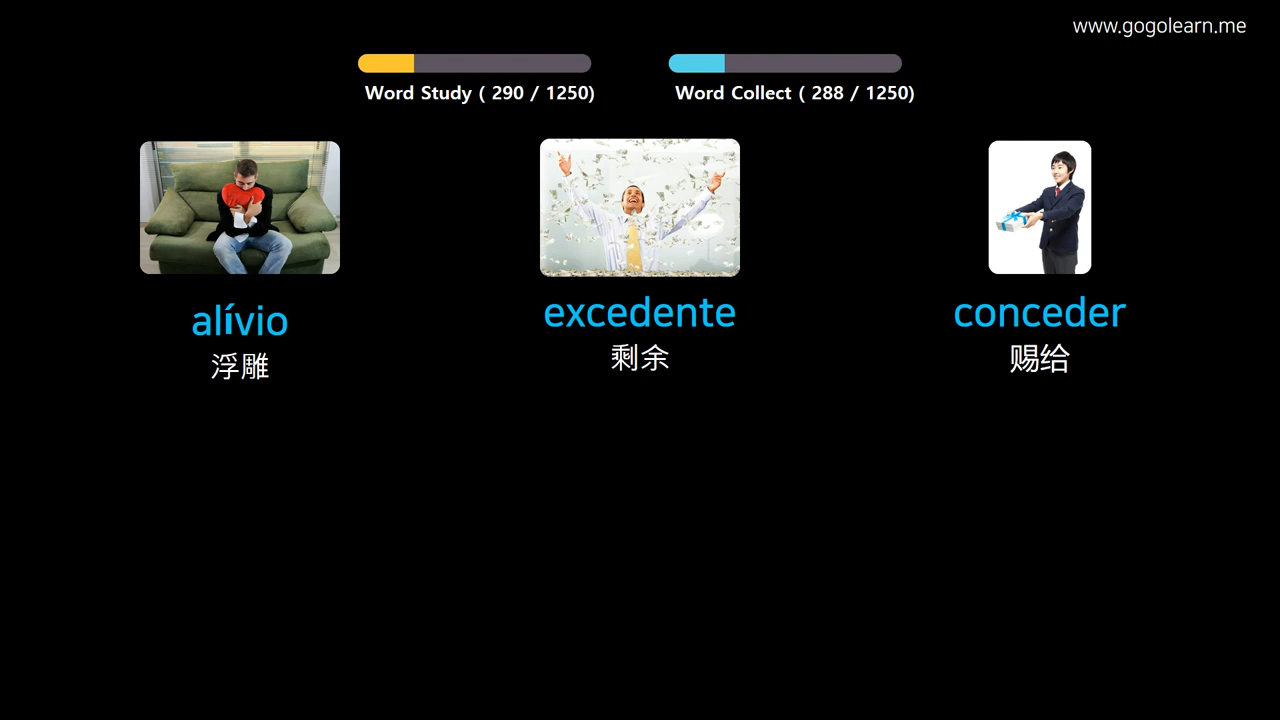 www.gogolearn.me
Word Study ( 290 / 1250)
Word Collect ( 288 / 1250)
alívio
浮雕
excedente
剩余
conceder
赐给